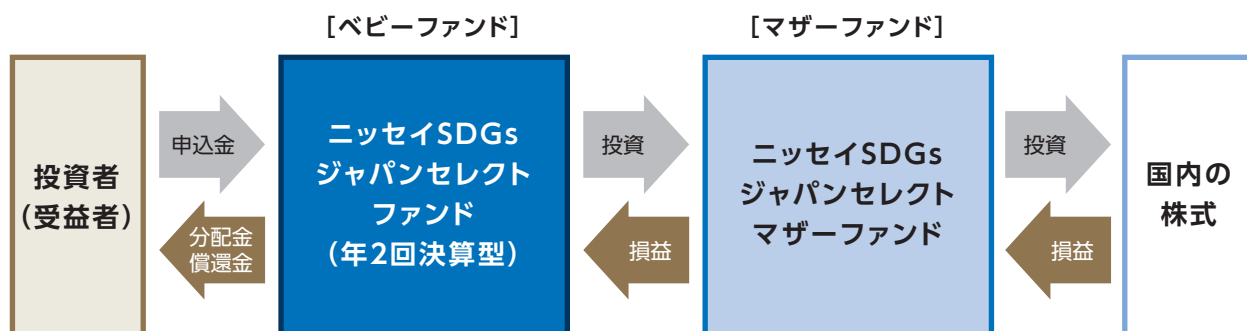 [ベビーファンド]
[マザーファンド]
投資者
(受益者)
申込金
分配金
償還金
ニッセイSDGs
ジャパンセレクト
ファンド
(年2回決算型)
投資
損益
ニッセイSDGs
ジャパンセレクト
マザーファンド
投資
損益
国内の
株式